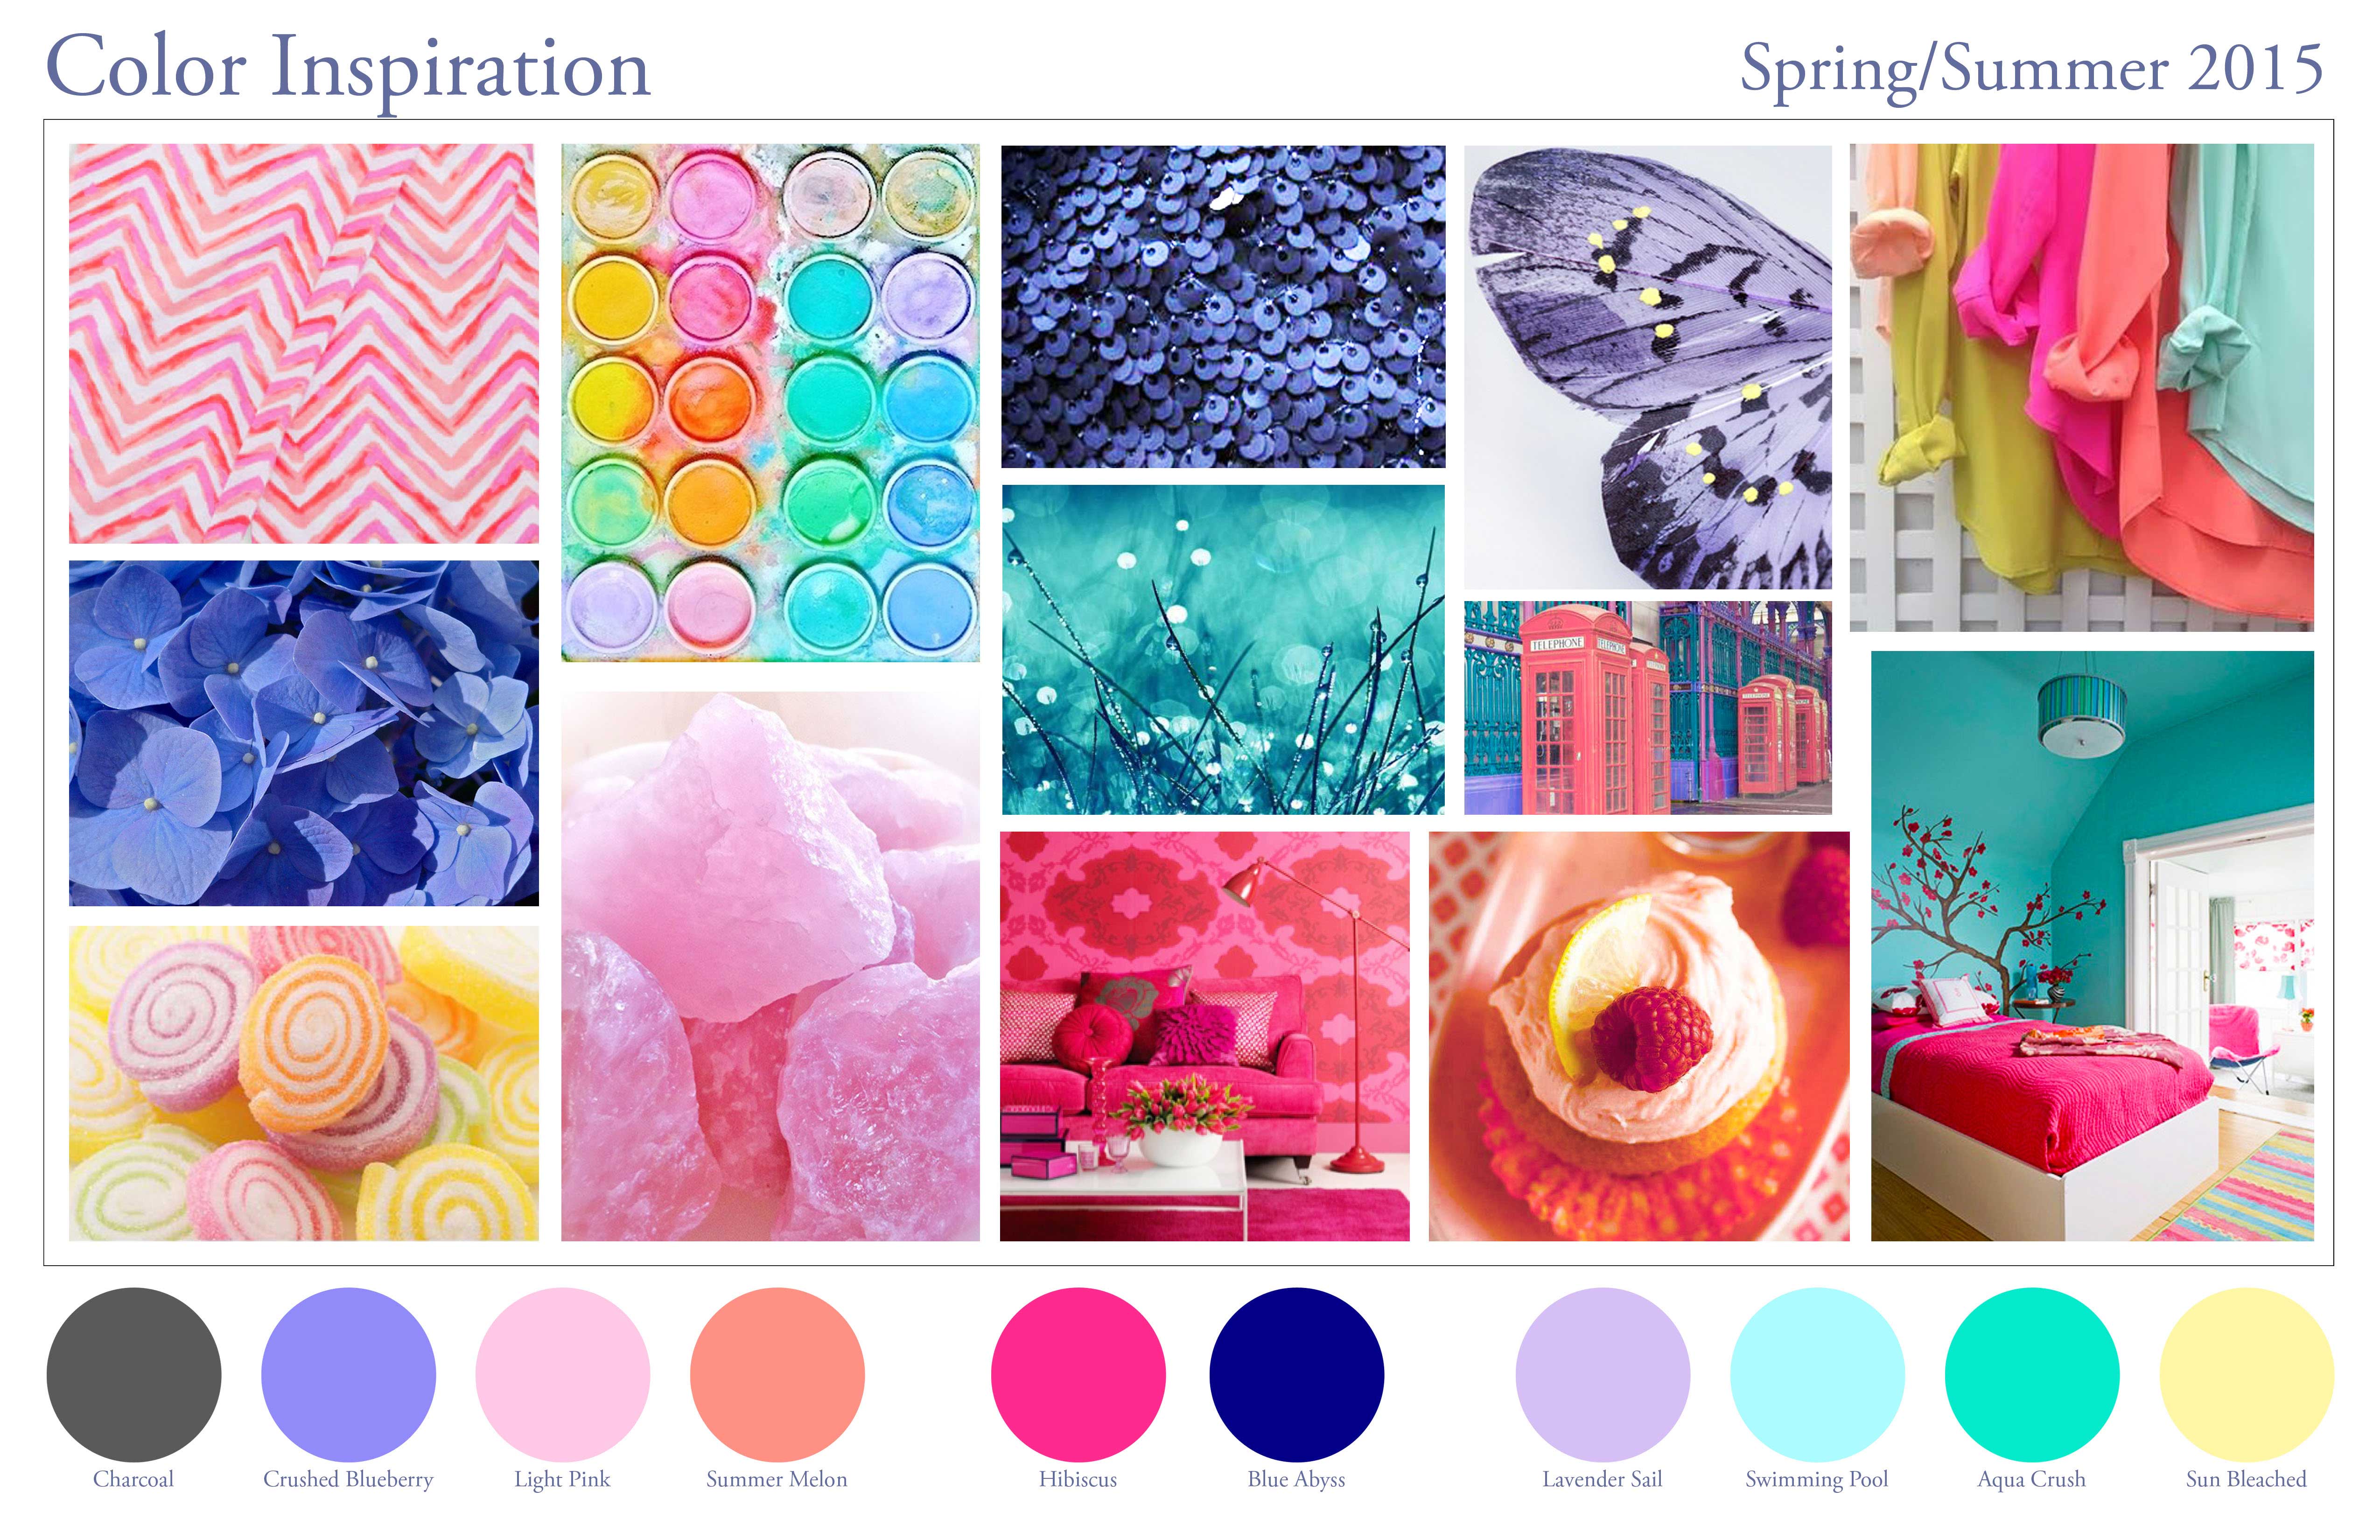 Color Inspiration
Spring/Summer 2015
TELEPHONE
TELEPHONE
Charcoal
Crushed Blueberry
Light Pink
Summer Melon
Hibiscus
Blue Abyss
Lavender Sail
Swimming Pool
Aqua Crush
Sun Bleached